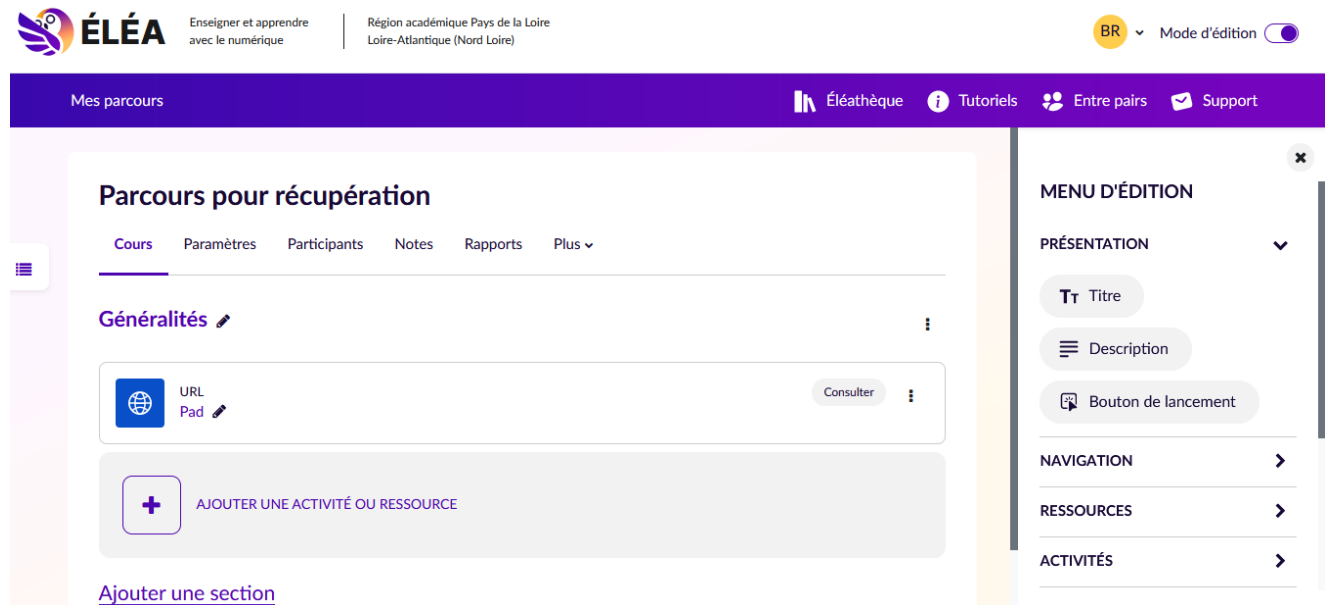 ÉLÉA
Enseigner et apprendre
avec le numérique
Région académique Pays de la Loire
Loire-Atlantique (Nord Loire)
BR
Mode d'édition
Mes parcours
Éléathèque
Tutoriels
Entre pairs
Support
Parcours pour récupération
Cours
Paramètres
Participants
Notes
Rapports
Plus
Généralités
URL
Pad
Consulter
AJOUTER UNE ACTIVITÉ OU RESSOURCE
Ajouter une section
MENU D'ÉDITION
PRÉSENTATION
Titre
Description
Bouton de lancement
NAVIGATION
RESSOURCES
ACTIVITÉS